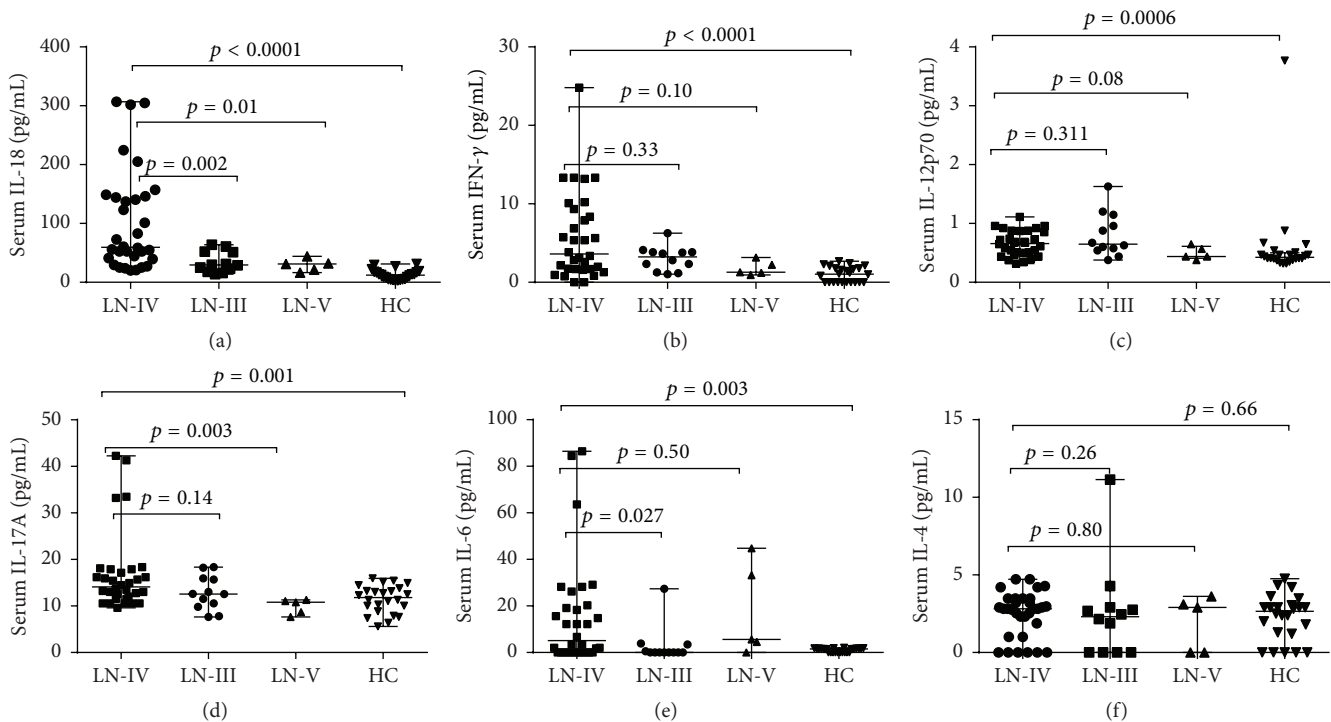 p < 0.0001
p = 0.01
p = 0.002
400
300
200
100
0
Serum IL-18 (pg/mL)
LN-IV LN-III LN-V HC
(a)
p < 0.0001
p = 0.10
p = 0.33
30
20
10
0
Serum IFN-γ (pg/mL)
LN-IV LN-III LN-V HC
(b)
p = 0.0006
p = 0.08
p = 0.311
4
3
2
1
0
Serum IL-12p70 (pg/mL)
LN-IV LN-III LN-V HC
(c)
p = 0.001
p = 0.003
p = 0.14
50
40
30
20
10
0
Serum IL-17A (pg/mL)
LN-IV LN-III LN-V HC
(d)
p = 0.003
p = 0.50
p = 0.027
100
80
60
40
20
0
Serum IL-6 (pg/mL)
LN-IV LN-III LN-V HC
(e)
p = 0.66
p = 0.26
p = 0.80
15
10
5
0
Serum IL-4 (pg/mL)
LN-IV LN-III LN-V HC
(f)